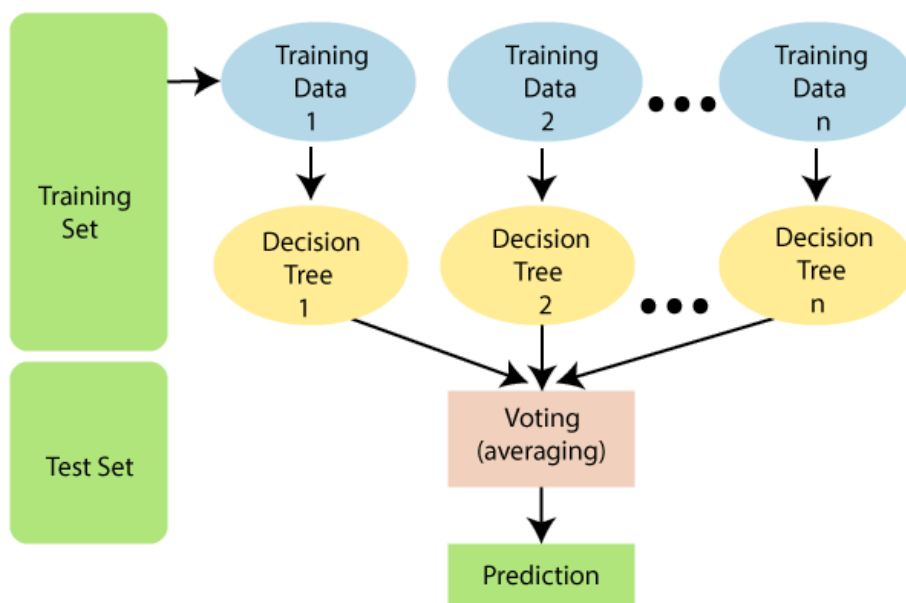 Training
Set
Training
Data
1
Training
Data
2
Training
Data
n
Decision
Tree
1
Decision
Tree
2
Decision
Tree
n
Test Set
Voting
(averaging)
Prediction